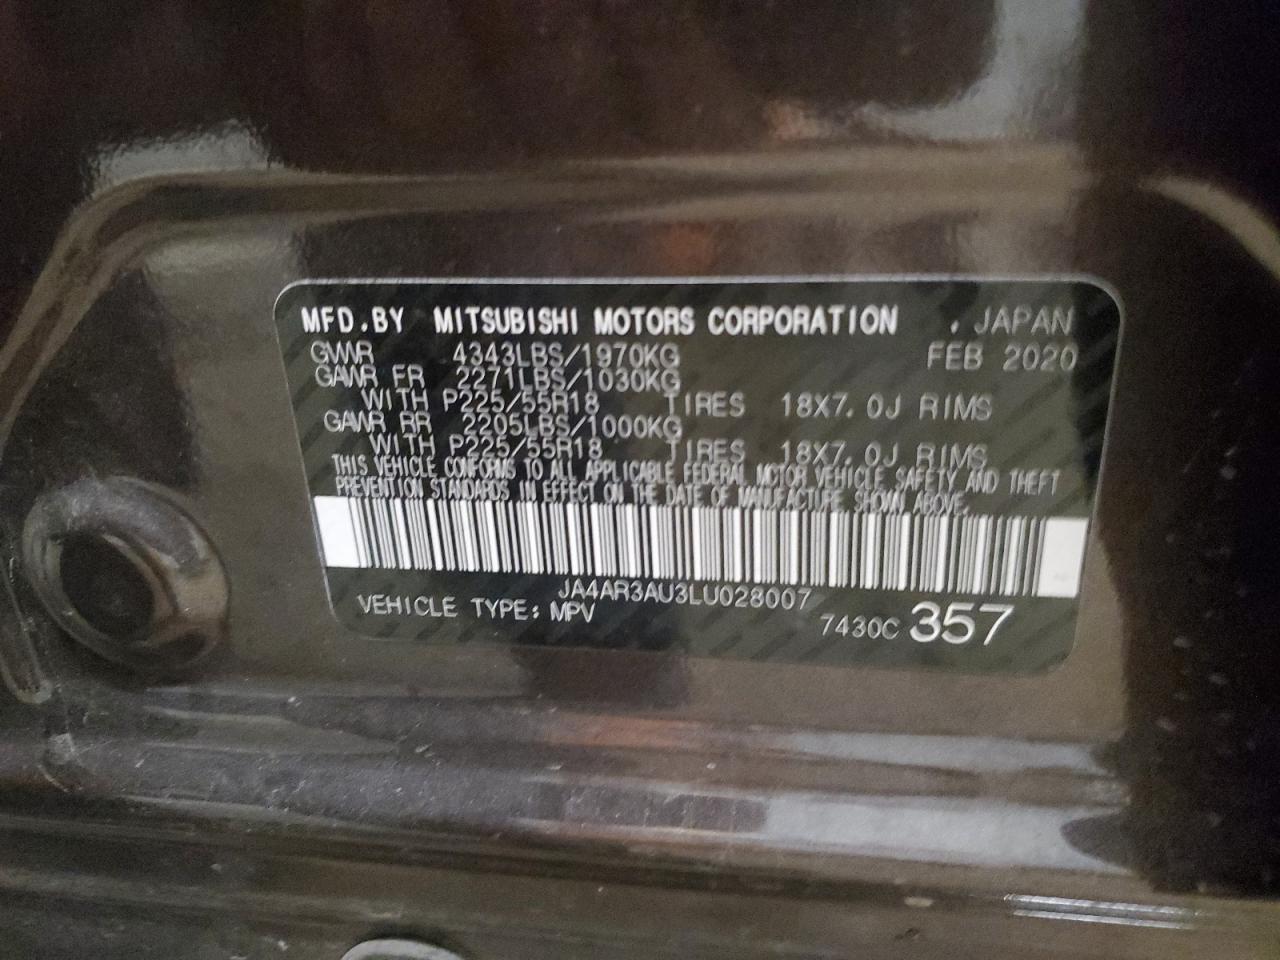 MFD.BY MITSUBISHI MOTORS CORPORATION , JAPAN
GVWR 4343LBS/1970KG FEB 2020
GAWR FR 2271LBS/1030KG
WITH P225/55R18 TIRES 18X7.0J RIMS
GAWR RR 2205LBS/1000KG
WITH P225/55R18 TIRES 18X7.0J RIMS
THIS VEHICLE CONFORMS TO ALL APPLICABLE FEDERAL MOTOR VEHICLE SAFETY AND THEFT
PREVENTION STANDARDS IN EFFECT ON THE DATE OF MANUFACTURE SHOWN ABOVE.
JA4AR3AU3LU028007
VEHICLE TYPE: MPV
7430C 357